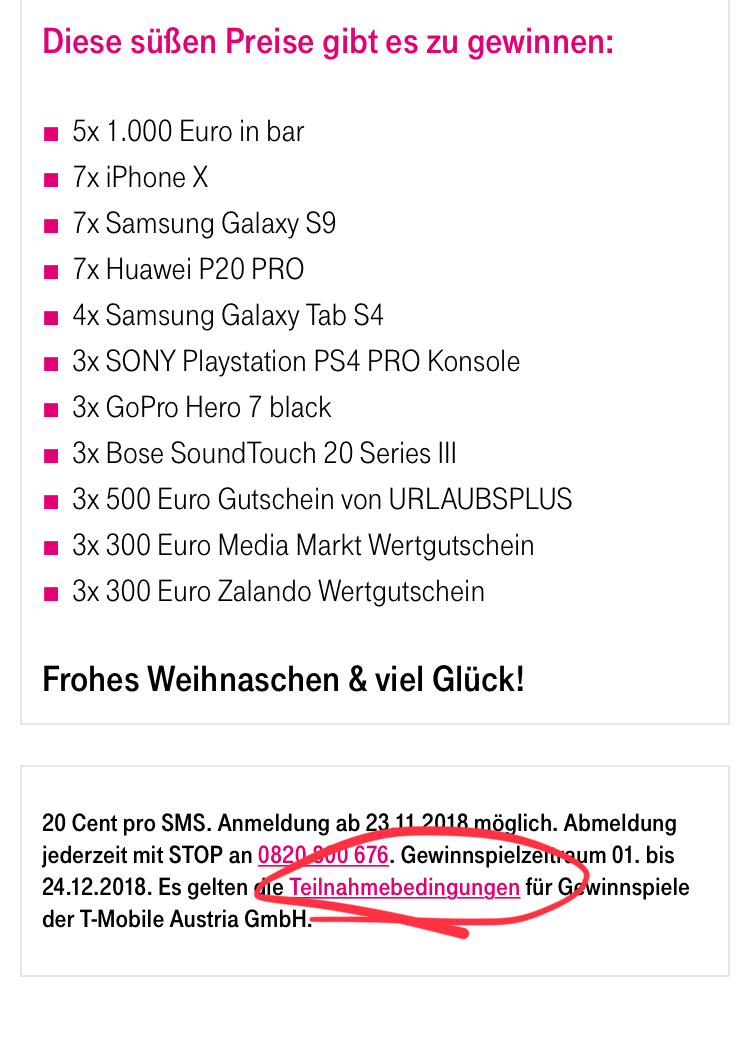 Diese süßen Preise gibt es zu gewinnen:
5x 1.000 Euro in bar
7x iPhone X
7x Samsung Galaxy S9
7x Huawei P20 PRO
4x Samsung Galaxy Tab S4
3x SONY Playstation PS4 PRO Konsole
3x GoPro Hero 7 black
3x Bose SoundTouch 20 Series III
3x 500 Euro Gutschein von URLAUBSPLUS
3x 300 Euro Media Markt Wertgutschein
3x 300 Euro Zalando Wertgutschein
Frohes Weihnaschen & viel Glück!
20 Cent pro SMS. Anmeldung ab 23.11.2018 möglich. Abmeldung
jederzeit mit STOP an 0820 800 676. Gewinnspielzeitraum 01. bis
24.12.2018. Es gelten die Teilnahmebedingungen für Gewinnspiele
der T-Mobile Austria GmbH.